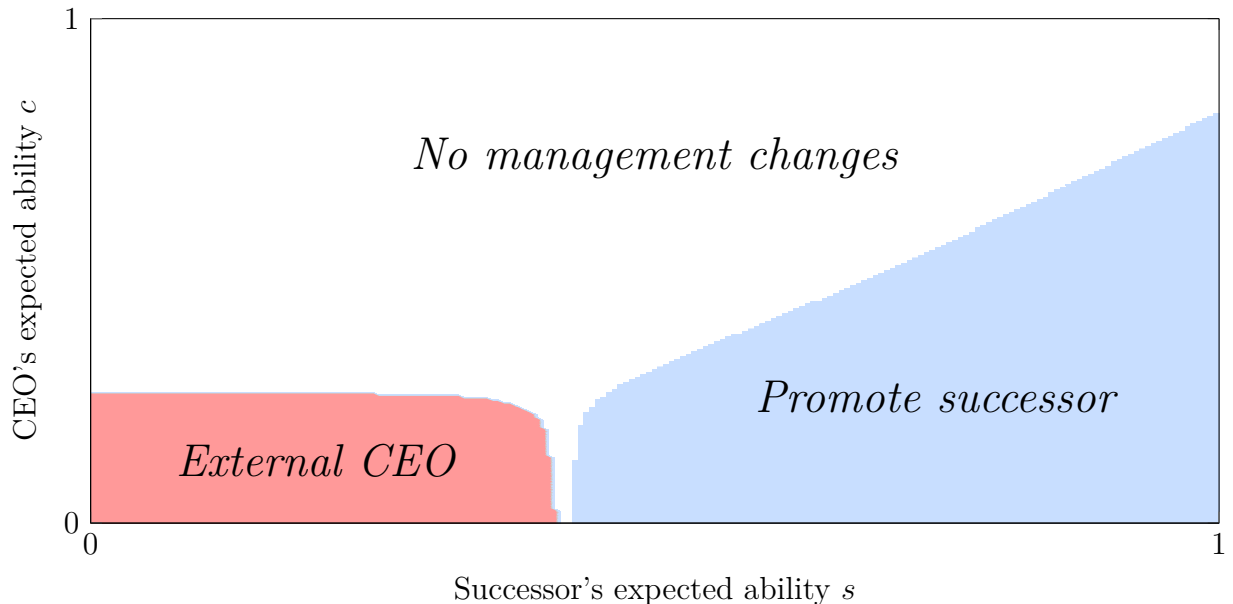 1
CEO's expected ability c
No management changes
Promote successor
External CEO
0
0
1
Successor's expected ability s